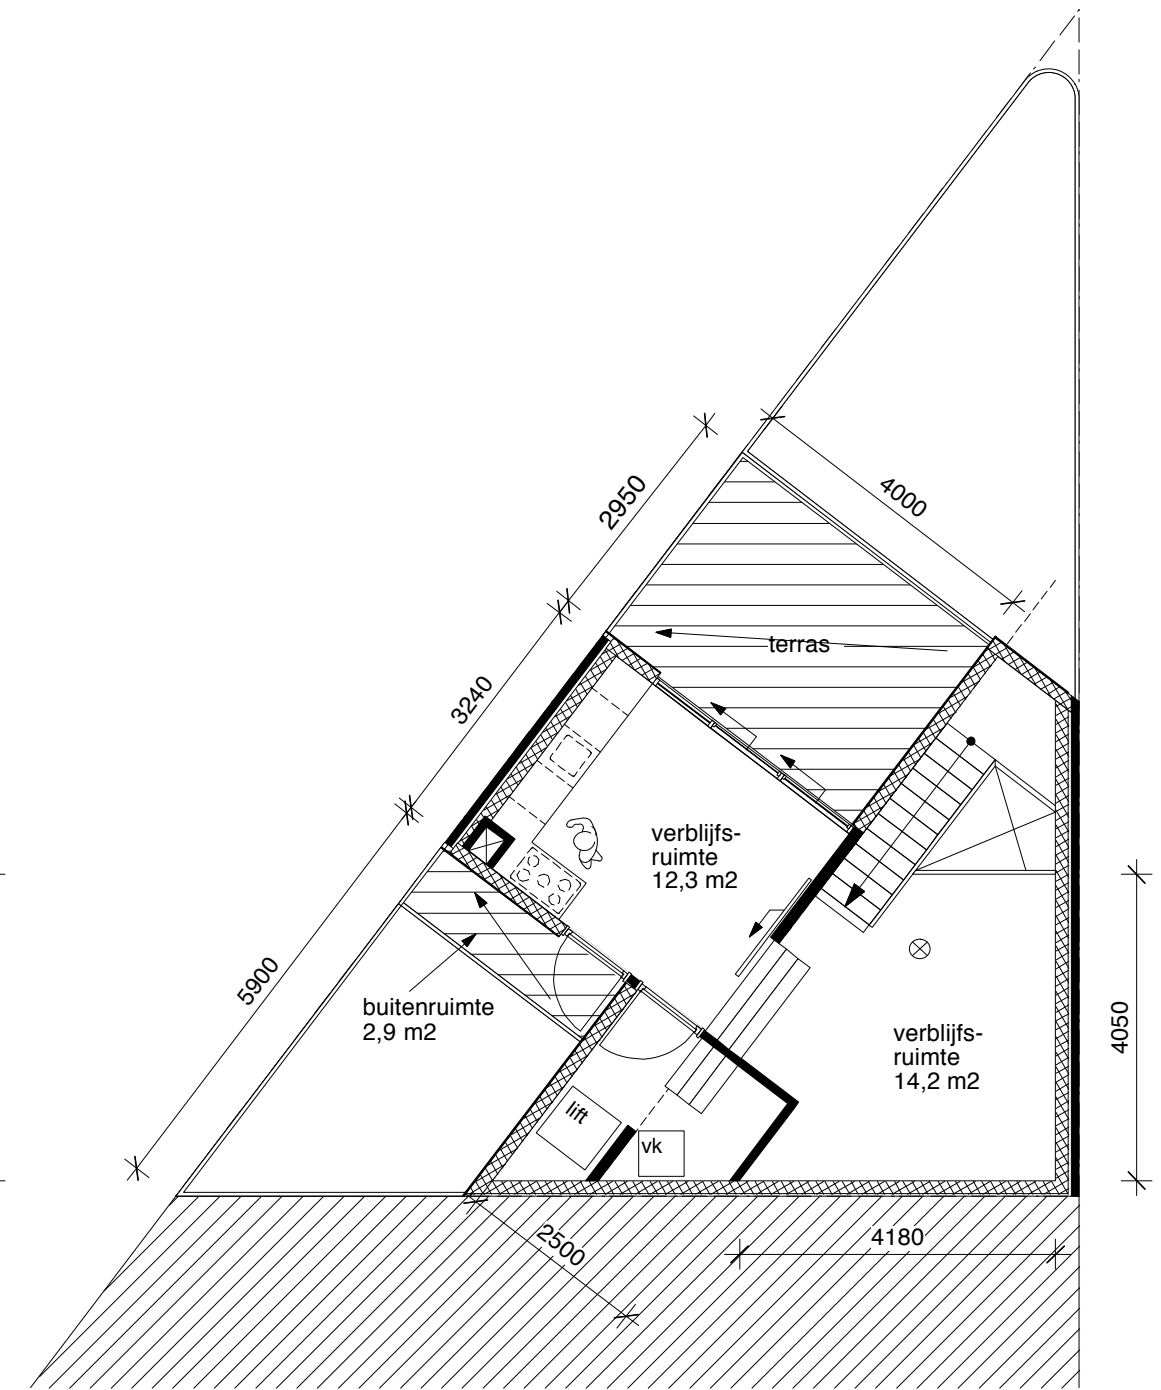 2950
4000
3240
terras
verblijfs-
ruimte
12,3 m2
5900
buitenruimte
2,9 m2
verblijfs-
ruimte
14,2 m2
4050
lift
vk
2500
4180